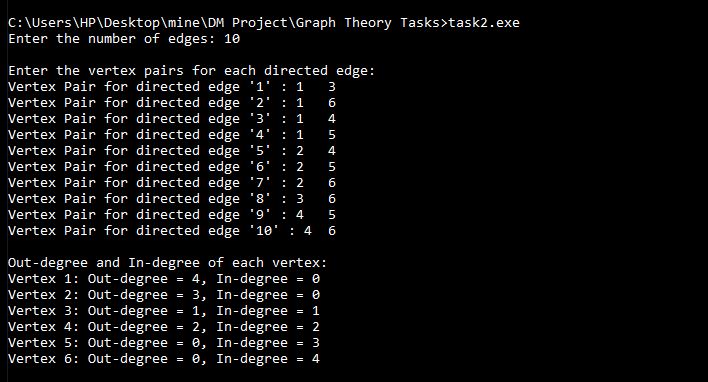 C:\Users\HP\Desktop\mine\DM Project\Graph Theory Tasks>task2.exe
Enter the number of edges: 10
Enter the vertex pairs for each directed edge:
Vertex Pair for directed edge '1' : 1   3
Vertex Pair for directed edge '2' : 1   6
Vertex Pair for directed edge '3' : 1   4
Vertex Pair for directed edge '4' : 1   5
Vertex Pair for directed edge '5' : 2   4
Vertex Pair for directed edge '6' : 2   5
Vertex Pair for directed edge '7' : 2   6
Vertex Pair for directed edge '8' : 3   6
Vertex Pair for directed edge '9' : 4   5
Vertex Pair for directed edge '10' : 4  6
Out-degree and In-degree of each vertex:
Vertex 1: Out-degree = 4, In-degree = 0
Vertex 2: Out-degree = 3, In-degree = 0
Vertex 3: Out-degree = 1, In-degree = 1
Vertex 4: Out-degree = 2, In-degree = 2
Vertex 5: Out-degree = 0, In-degree = 3
Vertex 6: Out-degree = 0, In-degree = 4